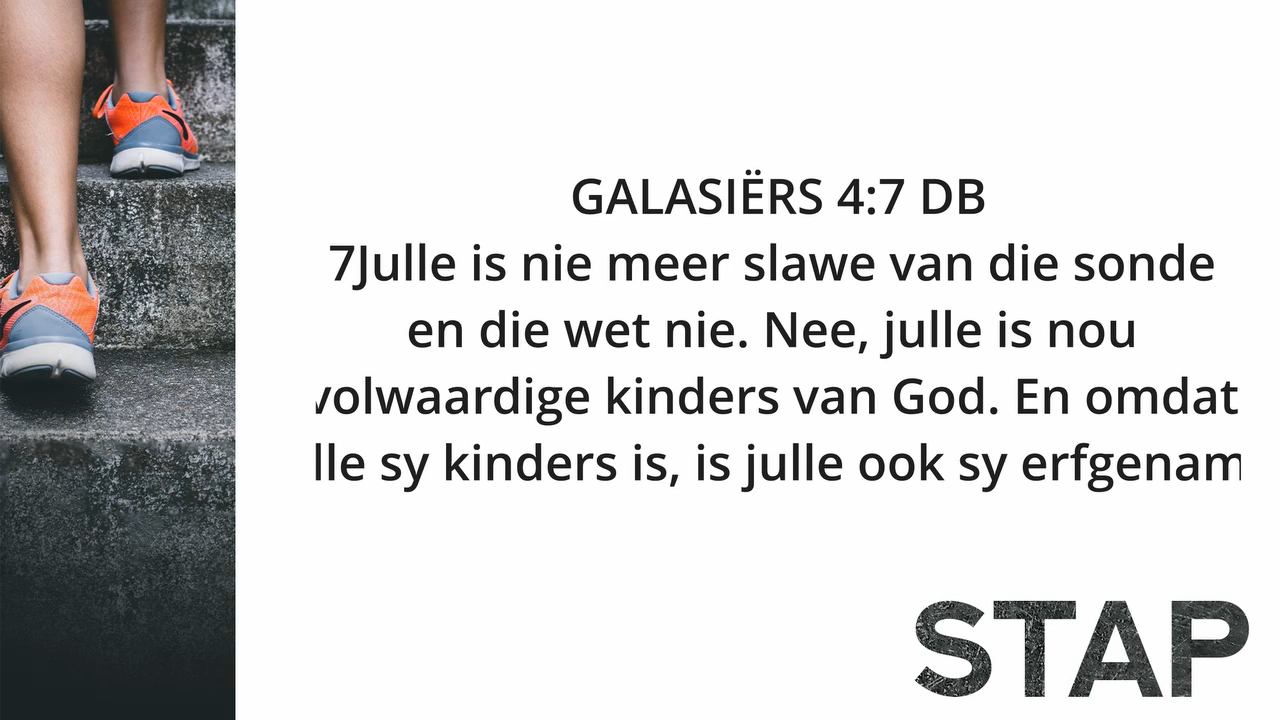 GALASIËRS 4:7 DB
7Julle is nie meer slawe van die sonde
en die wet nie. Nee, julle is nou
volwaardige kinders van God. En omdat
lle sy kinders is, is julle ook sy erfgenam
STAP